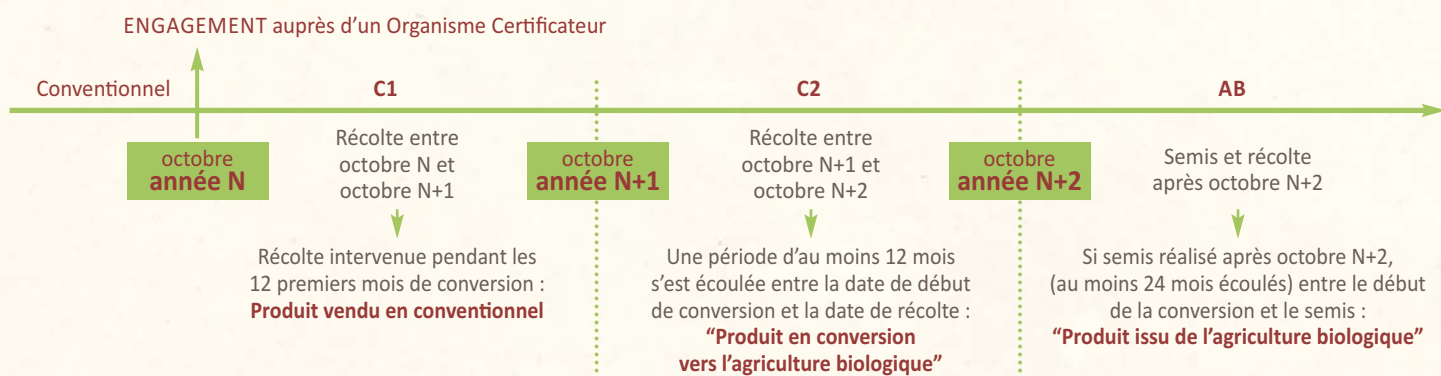 ENGAGEMENT auprès d'un Organisme Certificateur
Conventionnel
C1
C2
AB
octobre
année N
Récolte entre
octobre N et
octobre N+1
octobre
année N+1
Récolte entre
octobre N+1 et
octobre N+2
octobre
année N+2
Semis et récolte
après octobre N+2
Récolte intervenue pendant les
12 premiers mois de conversion :
Produit vendu en conventionnel
Une période d'au moins 12 mois
s'est écoulée entre la date de début
de conversion et la date de récolte :
“Produit en conversion
vers l'agriculture biologique”
Si semis réalisé après octobre N+2,
(au moins 24 mois écoulés) entre le début
de la conversion et le semis :
“Produit issu de l'agriculture biologique”